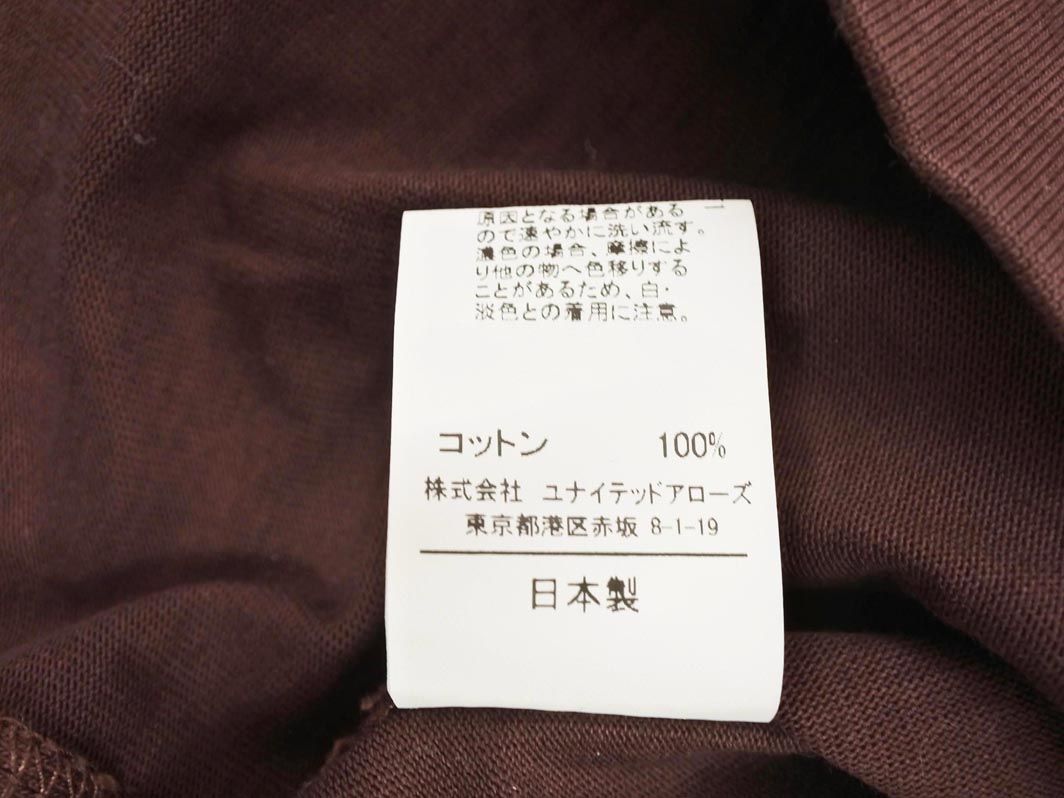 原因となる場合がある
ので速やかに洗い流す。
濃色の場合、摩擦によ
り他の物へ色移りする
ことがあるため、白・
淡色との着用に注意。
コットン 100%
株式会社 ユナイテッドアローズ
東京都港区赤坂 8-1-19
日本製